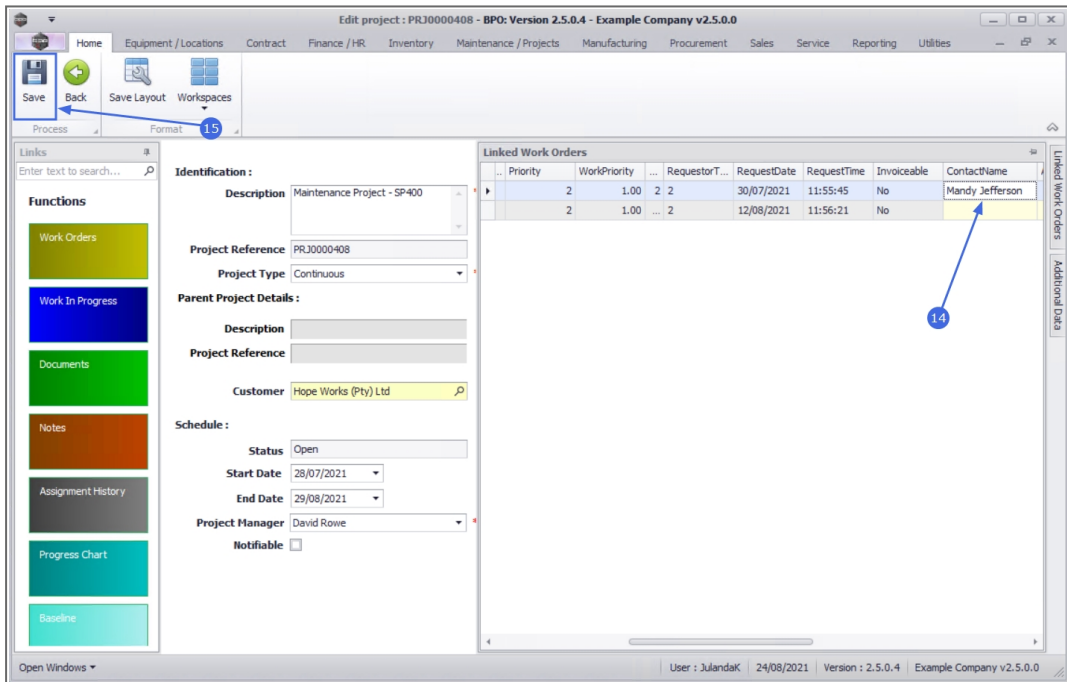 Edit project : PRJ0000408 - BPO: Version 2.5.0.4 - Example Company v2.5.0.0
Home Equipment / Locations Contract Finance / HR Inventory Maintenance / Projects Manufacturing Procurement Sales Service Reporting Utilities
Save Back Save Layout Workspaces
Process Format 15
Links
Enter text to search...
Functions
Work Orders
Work In Progress
Documents
Notes
Assignment History
Progress Chart
Baseline
Identification :
Description Maintenance Project - SP400 *
Project Reference PRJ0000408
Project Type Continuous *
Parent Project Details :
Description
Project Reference
Customer Hope Works (Pty) Ltd
Schedule :
Status Open
Start Date 28/07/2021
End Date 29/08/2021
Project Manager David Rowe *
Notifiable
Linked Work Orders
.. Priority WorkPriority ... RequestorT... RequestDate RequestTime Invoiceable ContactName
2 1.00 2 2 30/07/2021 11:55:45 No Mandy Jefferson
2 1.00 ... 2 12/08/2021 11:56:21 No
14
Linked Work Orders
Additional Data
Open Windows User : JulandaK 24/08/2021 Version : 2.5.0.4 Example Company v2.5.0.0